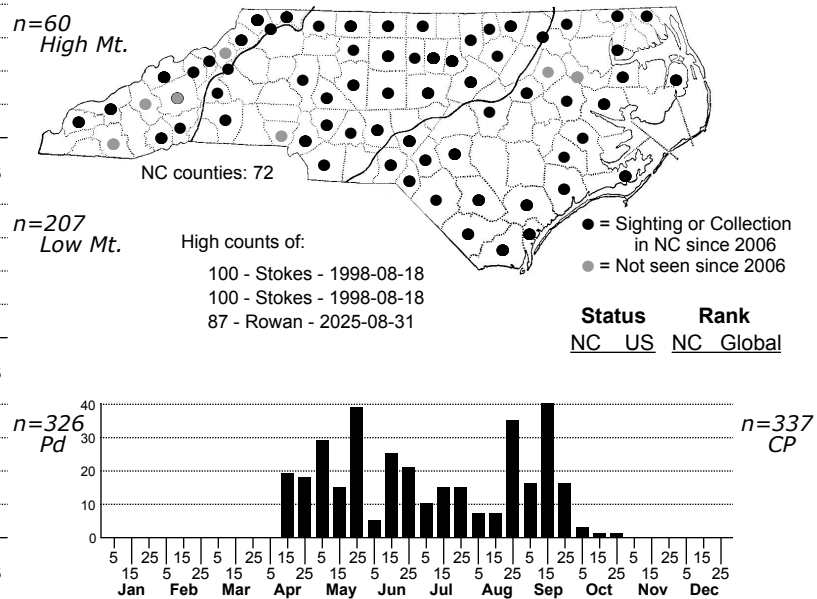 n=60
High Mt.
NC counties: 72
n=207
Low Mt.
High counts of:
100 - Stokes - 1998-08-18
100 - Stokes - 1998-08-18
87 - Rowan - 2025-08-31
= Sighting or Collection
in NC since 2006
= Not seen since 2006
Status Rank
NC US NC Global
n=326
Pd
n=337
CP
40
30
20
10
0
5 25 15 5 25 15 5 25 15 5 25 15 5 25 15 5 25 15
15 5 25 15 5 25 15 5 25 15 5 25 15 5 25 15 5 25
Jan Feb Mar Apr May Jun Jul Aug Sep Oct Nov Dec